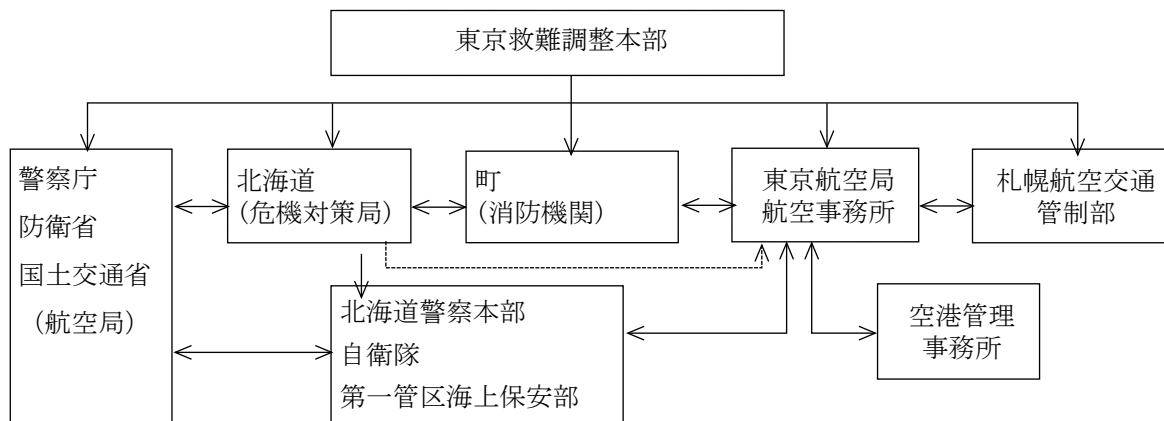 東京救難調整本部
警察庁
防衛省
国土交通省
（航空局）
北海道
（危機対策局）
町
（消防機関）
東京航空局
航空事務所
札幌航空交通
管制部
北海道警察本部
自衛隊
第一管区海上保安部
空港管理
事務所